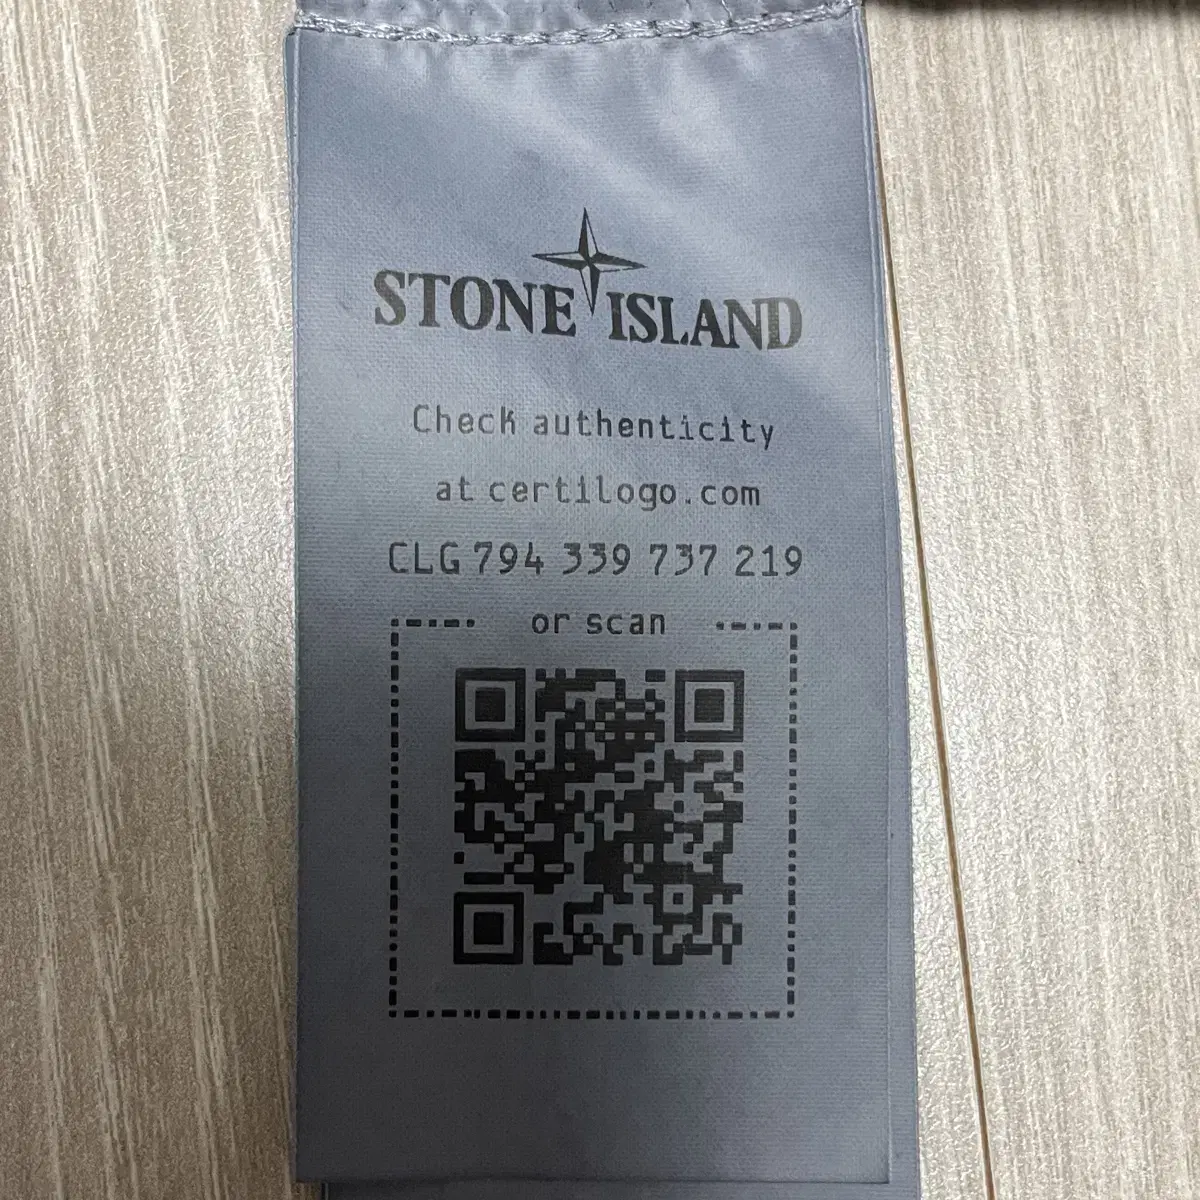 STONE ISLAND
Check authenticity
at certilogo.com
CLG 794 339 737 219
or scan